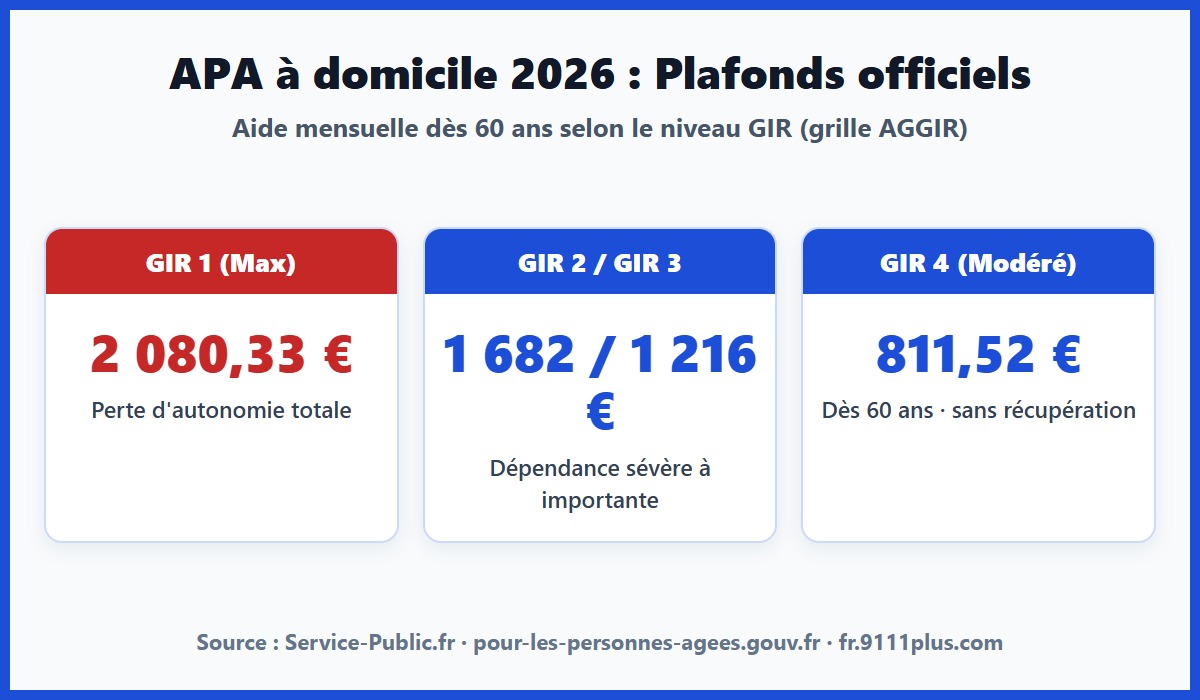 APA à domicile 2026 : Plafonds officiels
Aide mensuelle dès 60 ans selon le niveau GIR (grille AGGIR)
GIR 1 (Max)
2 080,33 €
Perte d'autonomie totale
GIR 2 / GIR 3
1 682 / 1 216
€
Dépendance sévère à
importante
GIR 4 (Modéré)
811,52 €
Dès 60 ans · sans récupération
Source : Service-Public.fr · pour-les-personnes-agees.gouv.fr · fr.9111plus.com